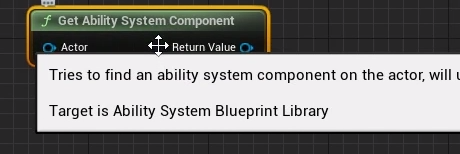 f Get Ability System Component
Actor Return Value
Tries to find an ability system component on the actor, will
Target is Ability System Blueprint Library